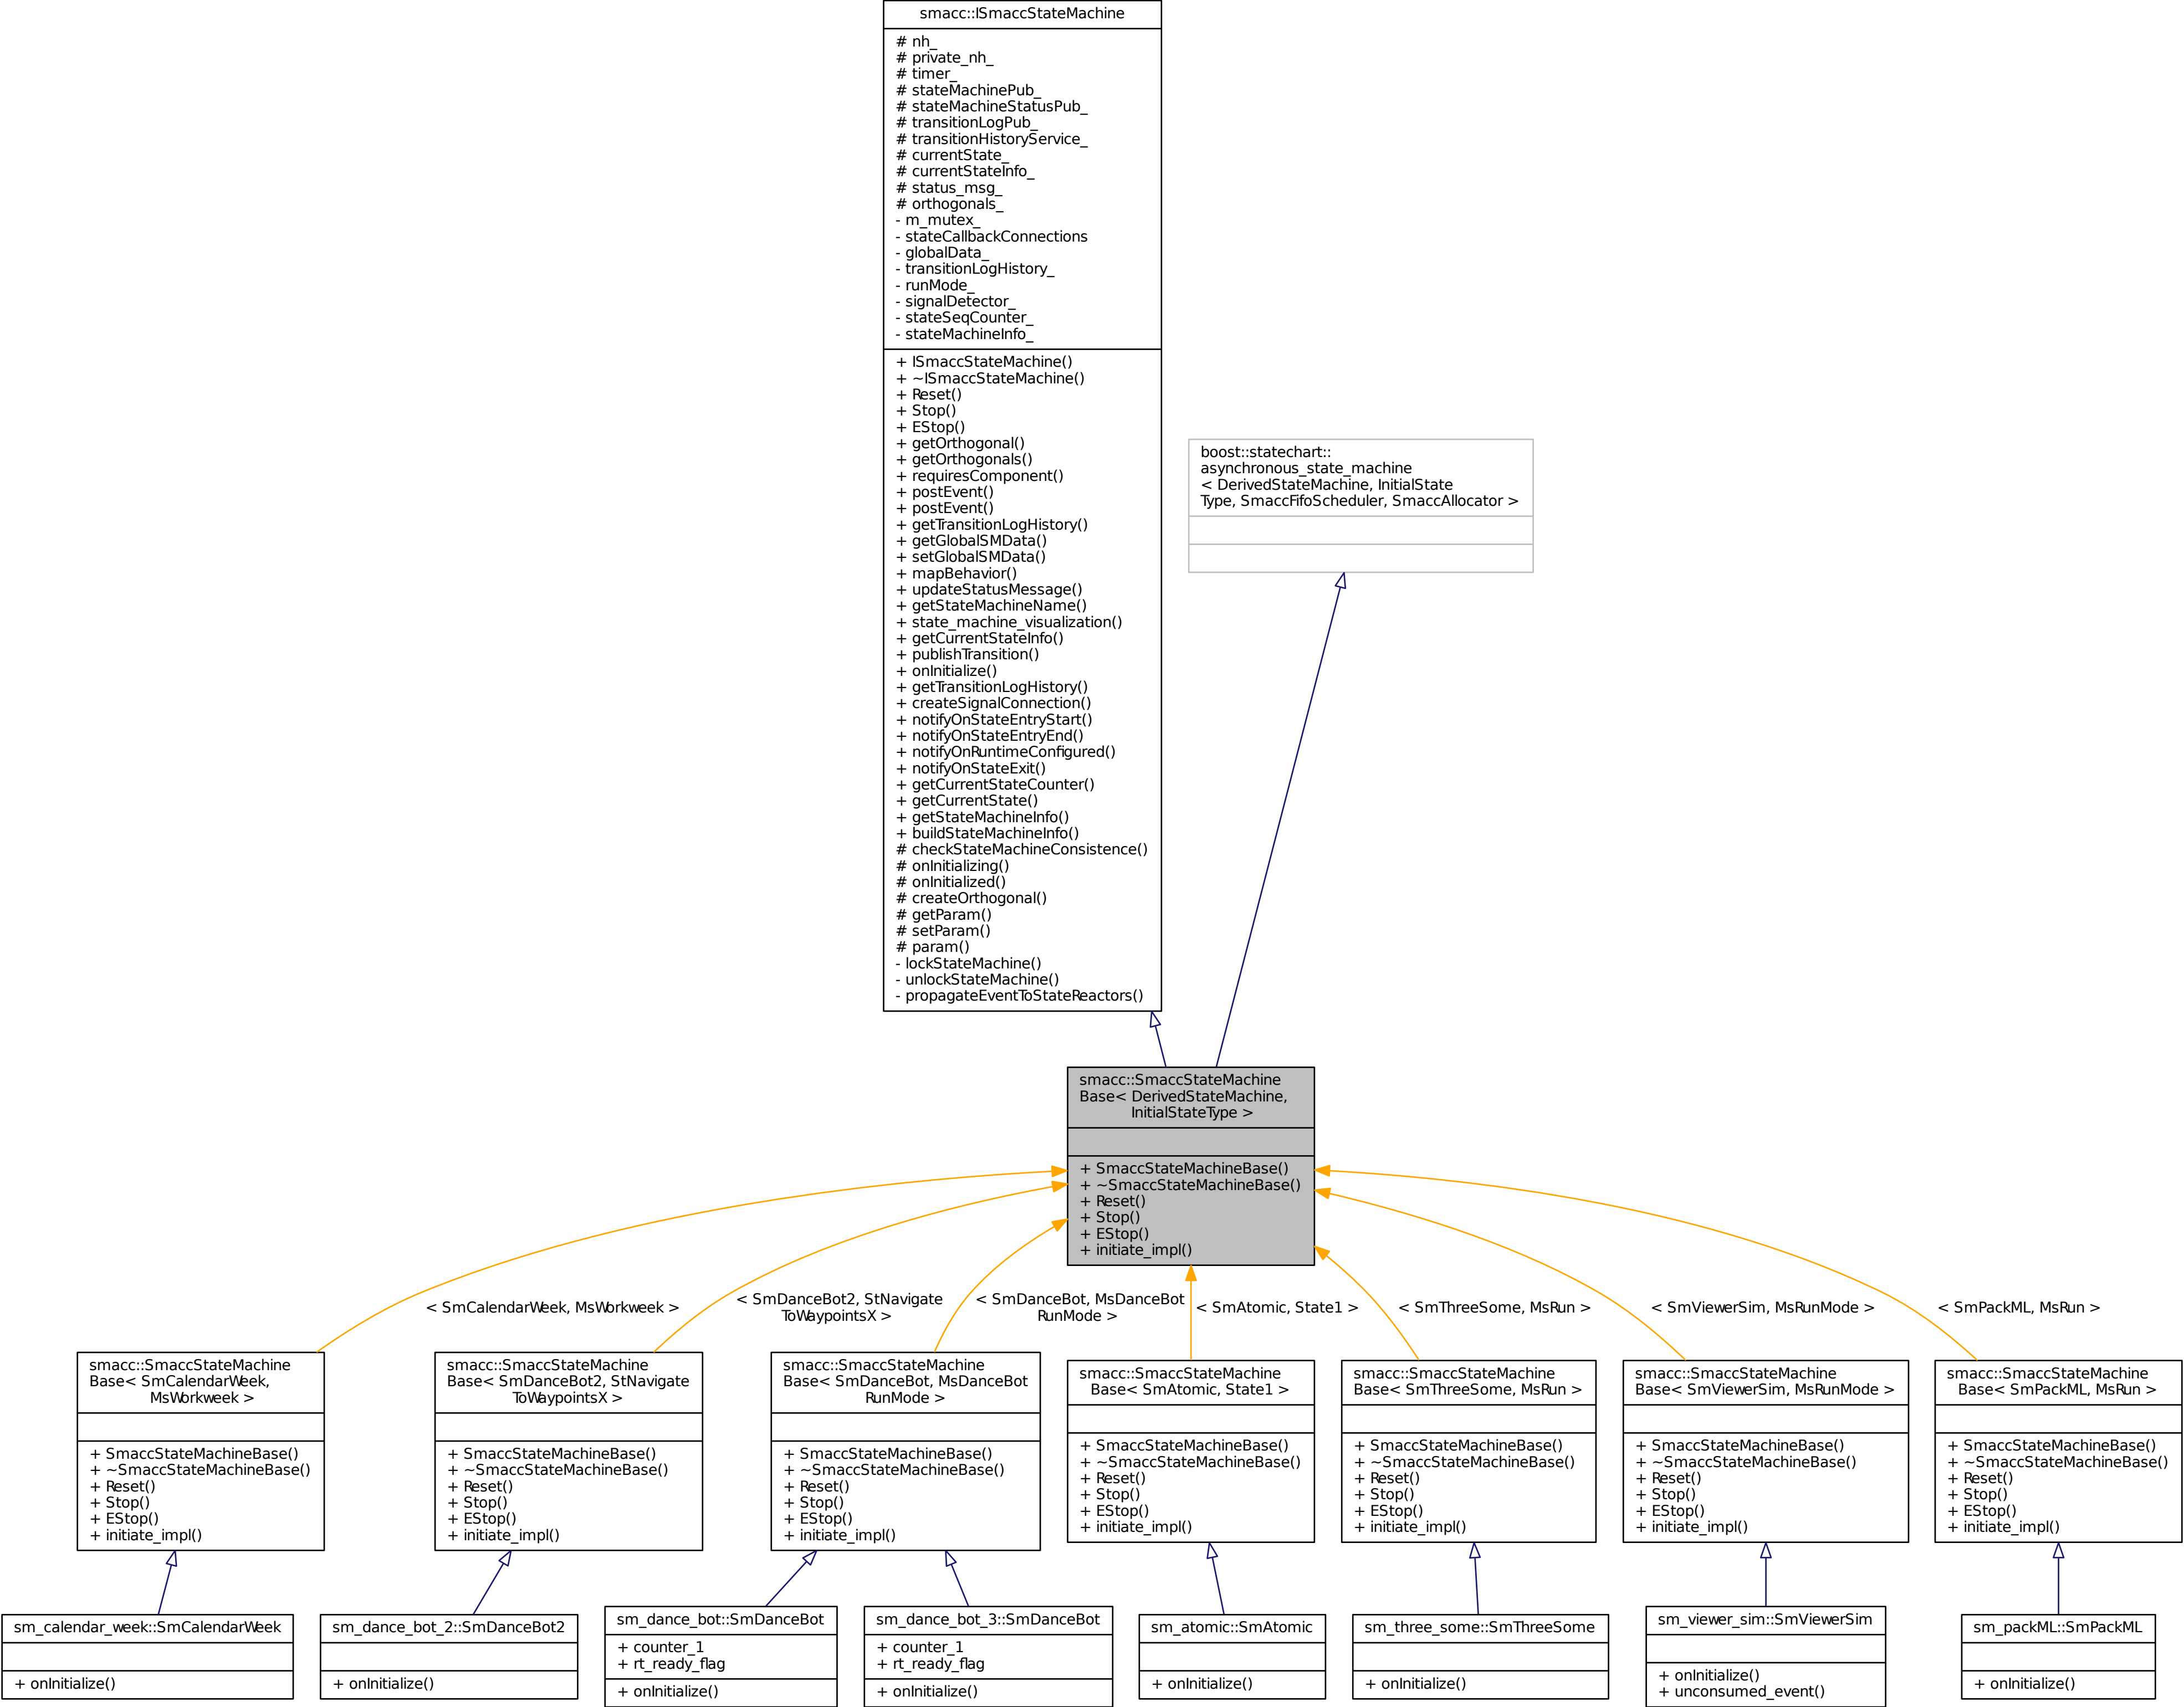 smacc::ISmaccStateMachine
# nh_
# private_nh_
# timer_
# stateMachinePub_
# stateMachineStatusPub_
# transitionLogPub_
# transitionHistoryService_
# currentState_
# currentStateInfo_
# status_msg_
# orthogonals_
- m_mutex_
- stateCallbackConnections
- globalData_
- transitionLogHistory_
- runMode_
- signalDetector_
- stateSeqCounter_
- stateMachineInfo_
+ ISmaccStateMachine()
+ ~ISmaccStateMachine()
+ Reset()
+ Stop()
+ EStop()
+ getOrthogonal()
+ getOrthogonals()
+ requiresComponent()
+ postEvent()
+ postEvent()
+ getTransitionLogHistory()
+ getGlobalSMData()
+ setGlobalSMData()
+ mapBehavior()
+ updateStatusMessage()
+ getStateMachineName()
+ state_machine_visualization()
+ getCurrentStateInfo()
+ publishTransition()
+ onInitialize()
+ getTransitionLogHistory()
+ createSignalConnection()
+ notifyOnStateEntryStart()
+ notifyOnStateEntryEnd()
+ notifyOnRuntimeConfigured()
+ notifyOnStateExit()
+ getCurrentStateCounter()
+ getCurrentState()
+ getStateMachineInfo()
+ buildStateMachineInfo()
# checkStateMachineConsistence()
# onInitializing()
# onInitialized()
# createOrthogonal()
# getParam()
# setParam()
# param()
- lockStateMachine()
- unlockStateMachine()
- propagateEventToStateReactors()
boost::statechart::
asynchronous_state_machine
< DerivedStateMachine, InitialState
Type, SmaccFifoScheduler, SmaccAllocator >
smacc::SmaccStateMachine
Base< DerivedStateMachine,
InitialStateType >
+ SmaccStateMachineBase()
+ ~SmaccStateMachineBase()
+ Reset()
+ Stop()
+ EStop()
+ initiate_impl()
< SmCalendarWeek, MsWorkweek >
< SmDanceBot2, StNavigate
ToWaypointsX >
< SmDanceBot, MsDanceBot
RunMode >
< SmAtomic, State1 >
< SmThreeSome, MsRun >
< SmViewerSim, MsRunMode >
< SmPackML, MsRun >
smacc::SmaccStateMachine
Base< SmCalendarWeek,
MsWorkweek >
+ SmaccStateMachineBase()
+ ~SmaccStateMachineBase()
+ Reset()
+ Stop()
+ EStop()
+ initiate_impl()
smacc::SmaccStateMachine
Base< SmDanceBot2, StNavigate
ToWaypointsX >
+ SmaccStateMachineBase()
+ ~SmaccStateMachineBase()
+ Reset()
+ Stop()
+ EStop()
+ initiate_impl()
smacc::SmaccStateMachine
Base< SmDanceBot, MsDanceBot
RunMode >
+ SmaccStateMachineBase()
+ ~SmaccStateMachineBase()
+ Reset()
+ Stop()
+ EStop()
+ initiate_impl()
smacc::SmaccStateMachine
Base< SmAtomic, State1 >
+ SmaccStateMachineBase()
+ ~SmaccStateMachineBase()
+ Reset()
+ Stop()
+ EStop()
+ initiate_impl()
smacc::SmaccStateMachine
Base< SmThreeSome, MsRun >
+ SmaccStateMachineBase()
+ ~SmaccStateMachineBase()
+ Reset()
+ Stop()
+ EStop()
+ initiate_impl()
smacc::SmaccStateMachine
Base< SmViewerSim, MsRunMode >
+ SmaccStateMachineBase()
+ ~SmaccStateMachineBase()
+ Reset()
+ Stop()
+ EStop()
+ initiate_impl()
smacc::SmaccStateMachine
Base< SmPackML, MsRun >
+ SmaccStateMachineBase()
+ ~SmaccStateMachineBase()
+ Reset()
+ Stop()
+ EStop()
+ initiate_impl()
sm_calendar_week::SmCalendarWeek
+ onInitialize()
sm_dance_bot_2::SmDanceBot2
+ onInitialize()
sm_dance_bot::SmDanceBot
+ counter_1
+ rt_ready_flag
+ onInitialize()
sm_dance_bot_3::SmDanceBot
+ counter_1
+ rt_ready_flag
+ onInitialize()
sm_atomic::SmAtomic
+ onInitialize()
sm_three_some::SmThreeSome
+ onInitialize()
sm_viewer_sim::SmViewerSim
+ onInitialize()
+ unconsumed_event()
sm_packML::SmPackML
+ onInitialize()